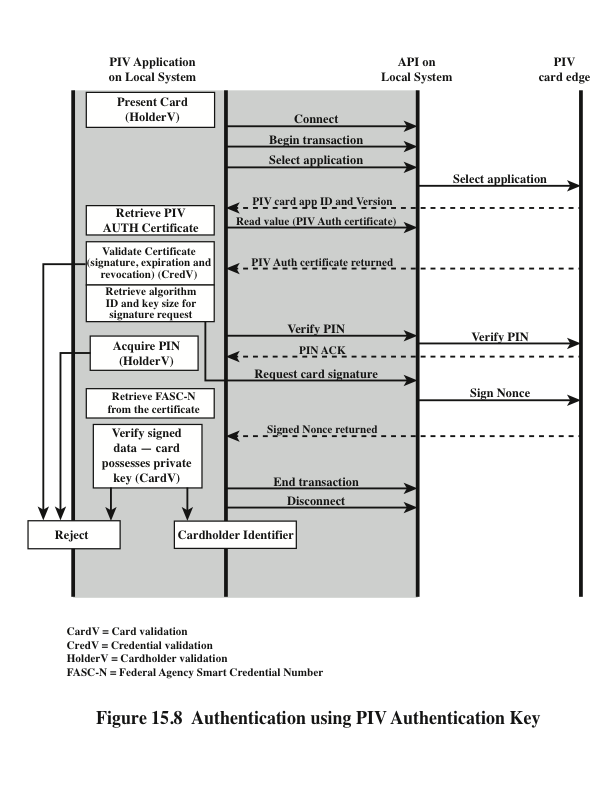 PIV Application
on Local System
API on
Local System
PIV
card edge
Present Card
(HolderV)
Connect
Begin transaction
Select application
Select application
PIV card app ID and Version
Retrieve PIV
AUTH Certificate
Read value (PIV Auth certificate)
Validate Certificate
(signature, expiration and
revocation) (CredV)
PIV Auth certificate returned
Retrieve algorithm
ID and key size for
signature request
Verify PIN
Verify PIN
Acquire PIN
(HolderV)
PIN ACK
Request card signature
Retrieve FASC-N
from the certificate
Sign Nonce
Verify signed
data — card
possesses private
key (CardV)
Signed Nonce returned
End transaction
Disconnect
Reject
Cardholder Identifier
CardV = Card validation
CredV = Credential validation
HolderV = Cardholder validation
FASC-N = Federal Agency Smart Credential Number
Figure 15.8 Authentication using PIV Authentication Key